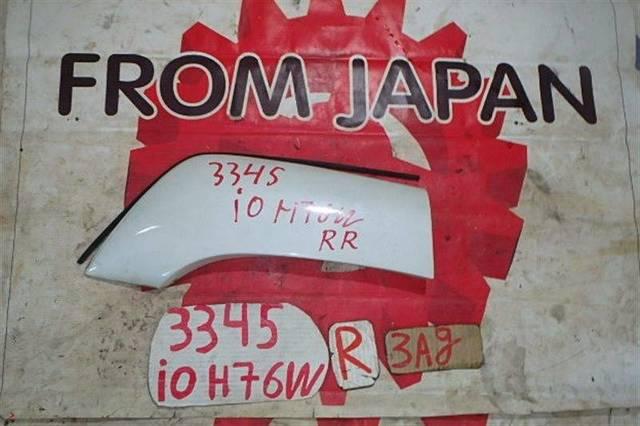 FROM JAPAN
3345
iO H76W
RR
3345
iO H76W
R
ЗАД